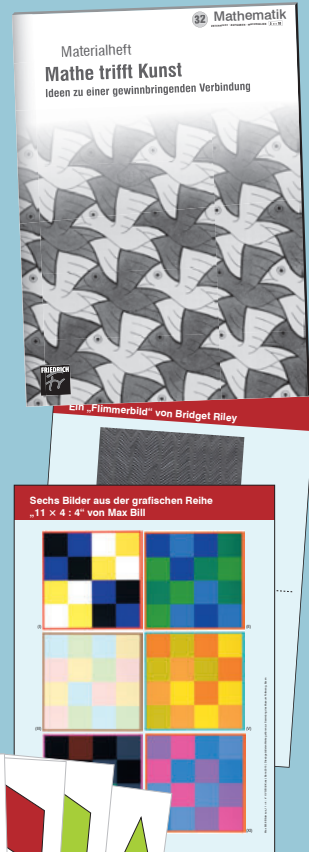 32 Mathematik
Materialheft
Mathe trifft Kunst
Ideen zu einer gewinnbringenden Verbindung
FRIEDRICH
Ein „Flimmerbild“ von Bridget Riley
Sechs Bilder aus der grafischen Reihe
„11 × 4 : 4“ von Max Bill